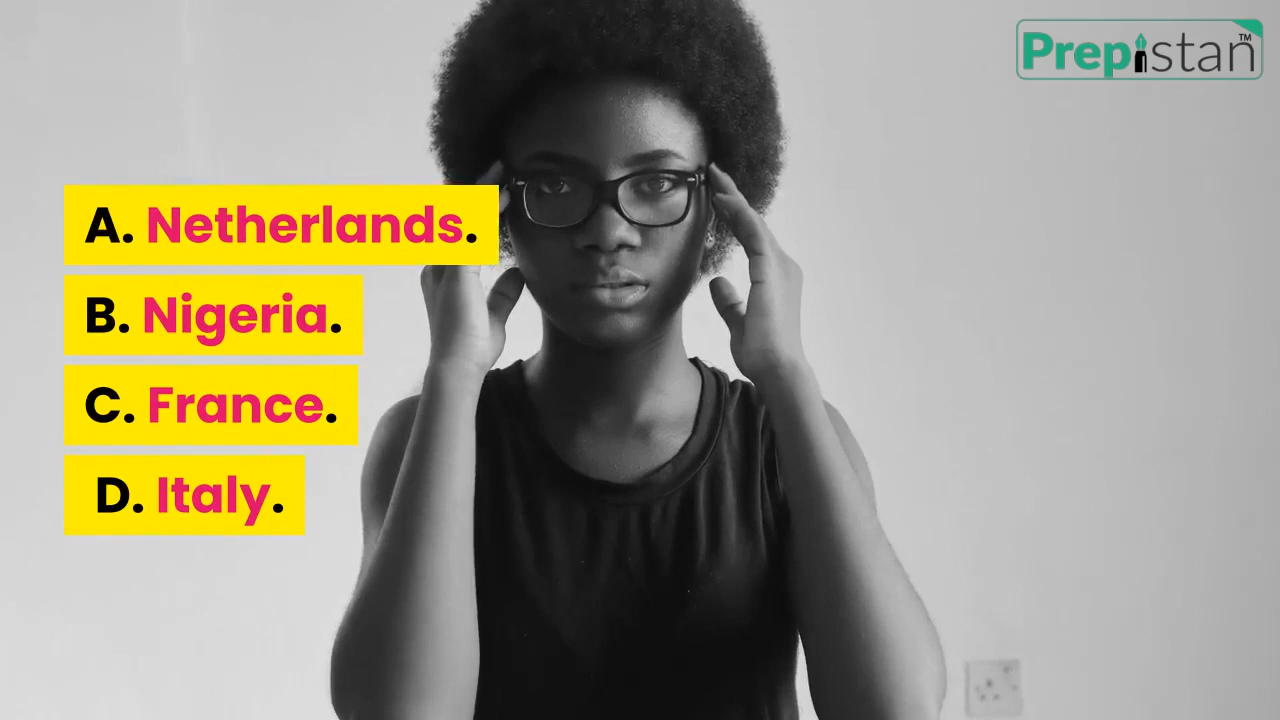 Prepistan™
A. Netherlands.
B. Nigeria.
C. France.
D. Italy.